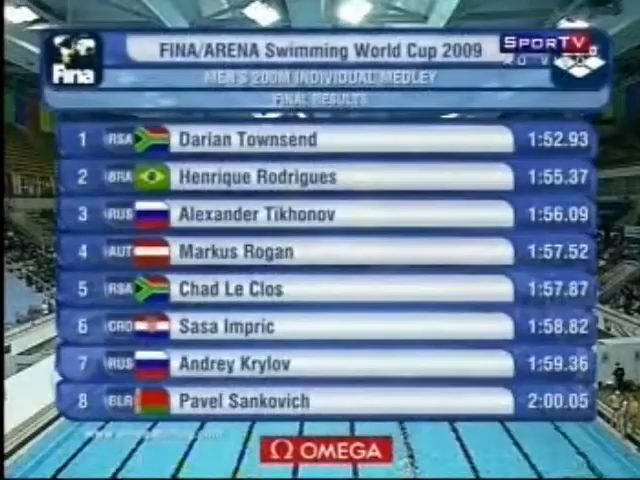 FINA/ARENA Swimming World Cup 2009
SPORTV
Fina
MEN'S 200M INDIVIDUAL MEDLEY
FINAL RESULTS
1 RSA Darian Townsend 1:52.93
2 BRA Henrique Rodrigues 1:55.37
3 RUS Alexander Tikhonov 1:56.09
4 AUT Markus Rogan 1:57.52
5 RSA Chad Le Clos 1:57.87
6 CRO Sasa Impric 1:58.82
7 RUS Andrey Krylov 1:59.36
8 BLR Pavel Sankovich 2:00.05
Ω OMEGA